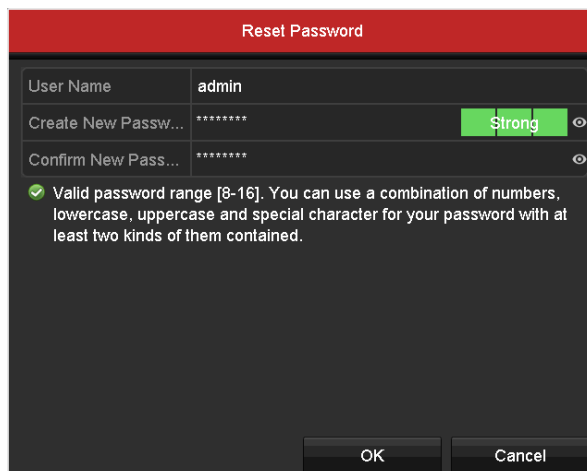 Reset Password
User Name admin
Create New Passw... ******** Strong
Confirm New Pass... ********
Valid password range [8-16]. You can use a combination of numbers,
lowercase, uppercase and special character for your password with at
least two kinds of them contained.
OK Cancel